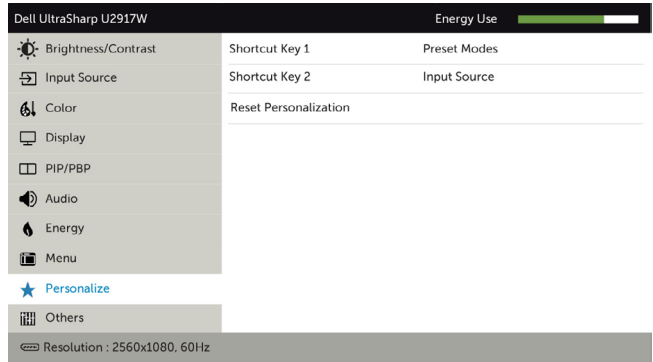 Dell UltraSharp U2917W Energy Use
Brightness/Contrast Shortcut Key 1 Preset Modes
Input Source Shortcut Key 2 Input Source
Color Reset Personalization
Display
PIP/PBP
Audio
Energy
Menu
Personalize
Others
Resolution : 2560x1080, 60Hz